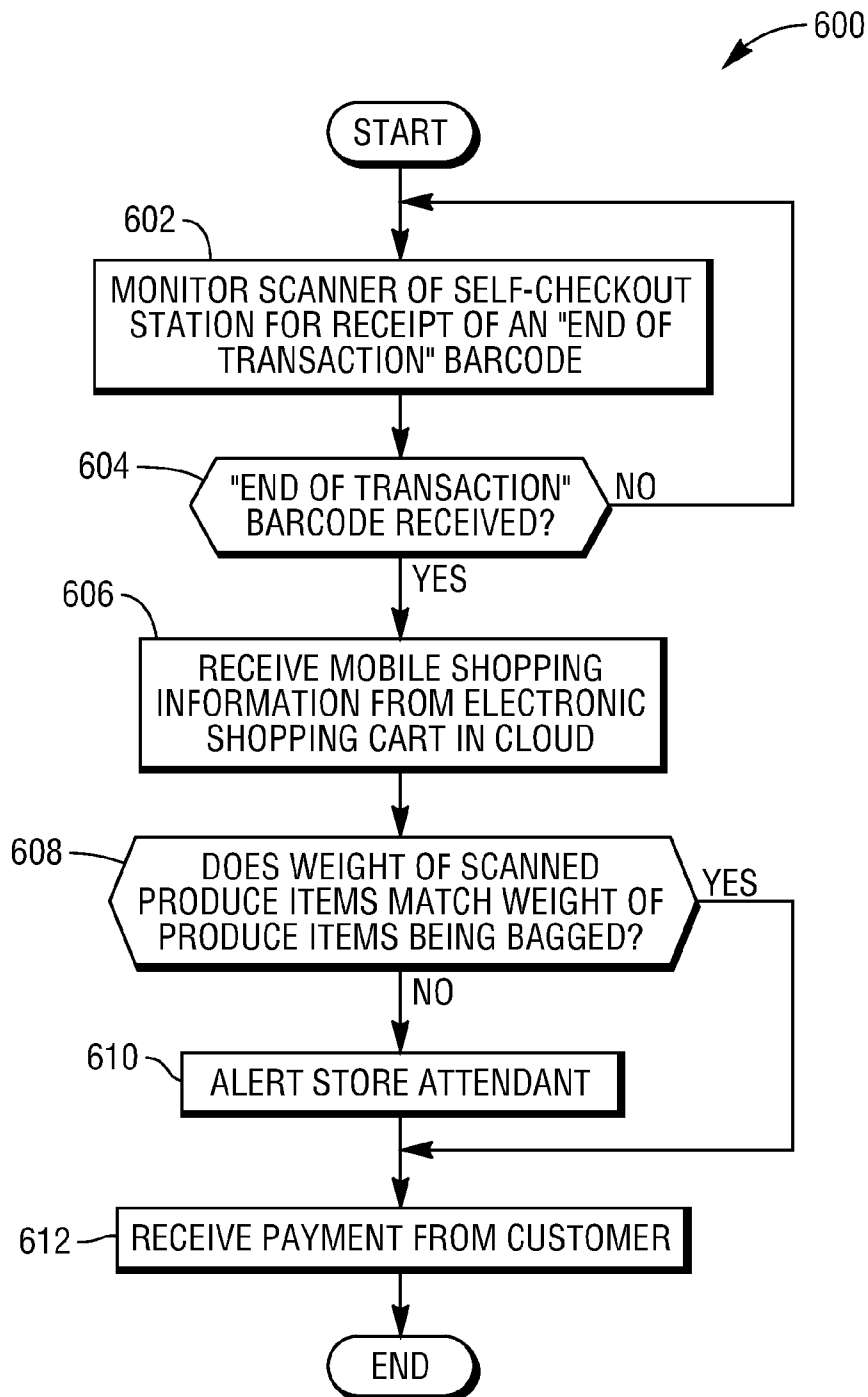 600
START
602
MONITOR SCANNER OF SELF-CHECKOUT
STATION FOR RECEIPT OF AN "END OF
TRANSACTION" BARCODE
604
"END OF TRANSACTION"
BARCODE RECEIVED?
NO
YES
606
RECEIVE MOBILE SHOPPING
INFORMATION FROM ELECTRONIC
SHOPPING CART IN CLOUD
608
DOES WEIGHT OF SCANNED
PRODUCE ITEMS MATCH WEIGHT OF
PRODUCE ITEMS BEING BAGGED?
YES
NO
610
ALERT STORE ATTENDANT
612
RECEIVE PAYMENT FROM CUSTOMER
END